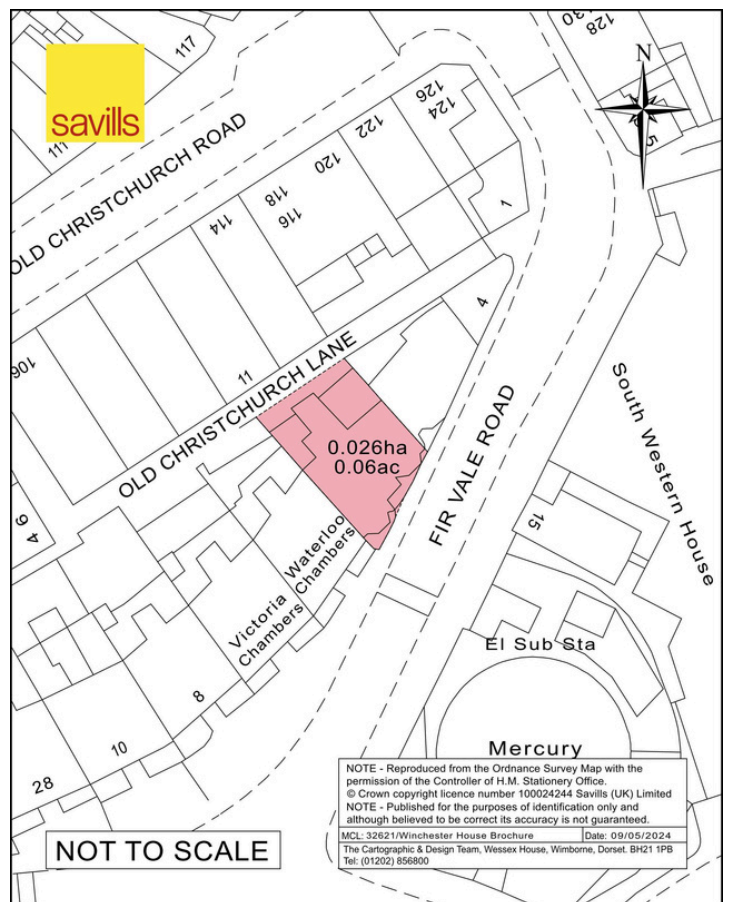 savills
117
111
130
128
N
5
OLD CHRISTCHURCH ROAD
126
124
122
120
118
116
114
1
4
106
11
OLD CHRISTCHURCH LANE
0.026ha
0.06ac
FIR VALE ROAD
South Western House
15
6
4
Waterloo
Chambers
Victoria
Chambers
El Sub Sta
8
10
28
Mercury
NOTE - Reproduced from the Ordnance Survey Map with the
permission of the Controller of H.M. Stationery Office.
© Crown copyright licence number 100024244 Savills (UK) Limited
NOTE - Published for the purposes of identification only and
although believed to be correct its accuracy is not guaranteed.
MCL: 32621/Winchester House Brochure
Date: 09/05/2024
The Cartographic & Design Team, Wessex House, Wimborne, Dorset. BH21 1PB
Tel: (01202) 856800
NOT TO SCALE